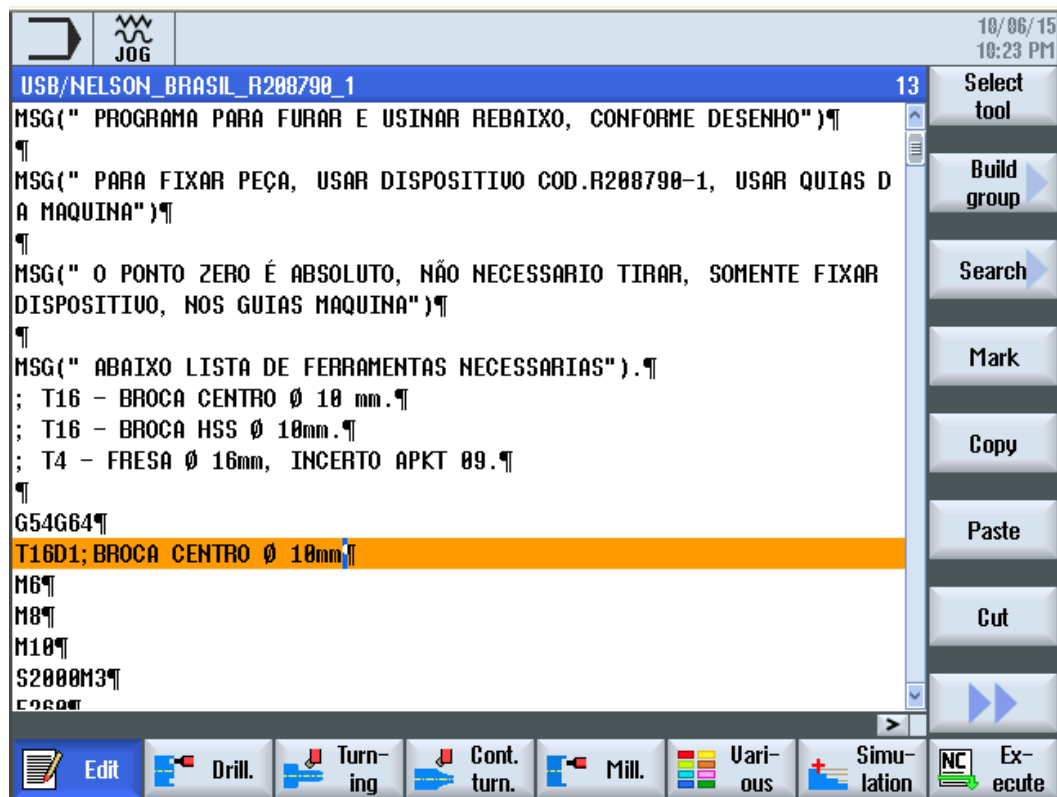 JOG
10/06/15
10:23 PM
USB/NELSON_BRASIL_R208790_1 13
MSG(" PROGRAMA PARA FURAR E USINAR REBAIXO, CONFORME DESENHO")¶
¶
MSG(" PARA FIXAR PEÇA, USAR DISPOSITIVO COD.R208790-1, USAR QUIAS D
A MAQUINA")¶
¶
MSG(" O PONTO ZERO É ABSOLUTO, NÃO NECESSARIO TIRAR, SOMENTE FIXAR
DISPOSITIVO, NOS GUIAS MAQUINA")¶
¶
MSG(" ABAIXO LISTA DE FERRAMENTAS NECESSARIAS").¶
; T16 - BROCA CENTRO Ø 10 mm.¶
; T16 - BROCA HSS Ø 10mm.¶
; T4 - FRESA Ø 16mm, INCERTO APKT 09.¶
¶
G54G64¶
T16D1;BROCA CENTRO Ø 10mm¶
M6¶
M8¶
M10¶
S2000M3¶
Select
tool
Build
group
Search
Mark
Copy
Paste
Cut
Edit
Drill.
Turn-
ing
Cont.
turn.
Mill.
Vari-
ous
Simu-
lation
NC
Ex-
ecute